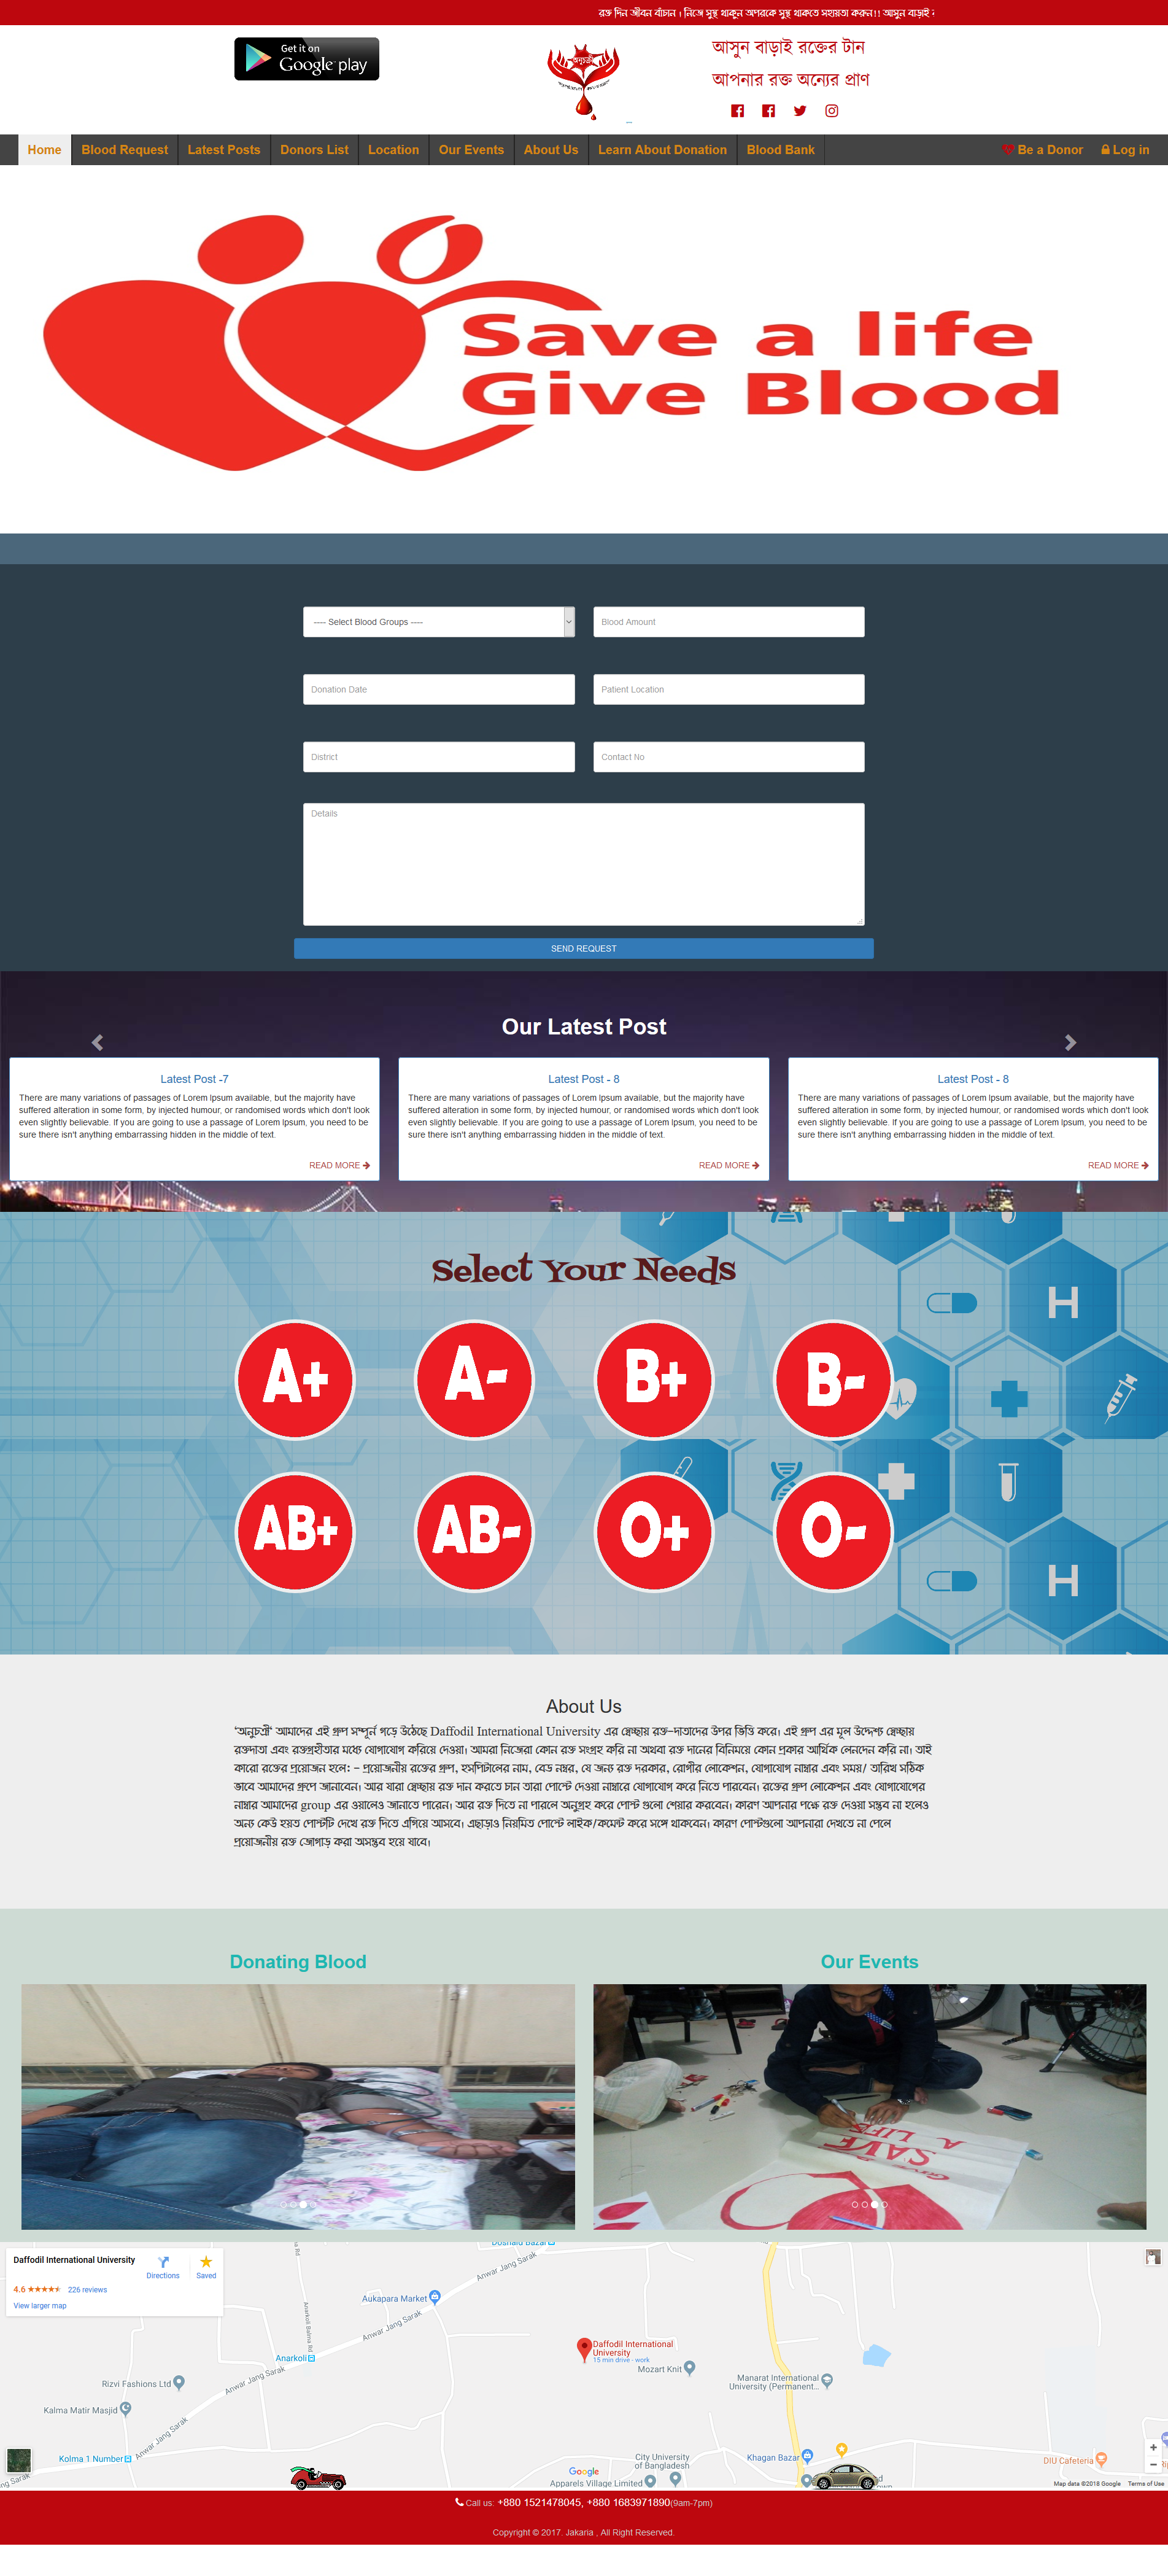 রক্ত দিন জীবন বাঁচান । নিজে সুস্থ থাকুন অপরকে সুস্থ থাকতে সহায়তা করুন!! আসুন বাড়াই
GET IT ON
Google play
অনুচক্রী
আসুন বাড়াই রক্তের টান
আপনার রক্ত অন্যের প্রাণ
Home Blood Request Latest Posts Donors List Location Our Events About Us Learn About Donation Blood Bank Be a Donor Log in
Save a life
Give Blood
---- Select Blood Groups ---- Blood Amount
Donation Date Patient Location
District Contact No
Details
SEND REQUEST
Our Latest Post
Latest Post -7
There are many variations of passages of Lorem Ipsum available, but the majority have
suffered alteration in some form, by injected humour, or randomised words which don't look
even slightly believable. If you are going to use a passage of Lorem Ipsum, you need to be
sure there isn't anything embarrassing hidden in the middle of text.
READ MORE
Latest Post - 8
There are many variations of passages of Lorem Ipsum available, but the majority have
suffered alteration in some form, by injected humour, or randomised words which don't look
even slightly believable. If you are going to use a passage of Lorem Ipsum, you need to be
sure there isn't anything embarrassing hidden in the middle of text.
READ MORE
Latest Post - 8
There are many variations of passages of Lorem Ipsum available, but the majority have
suffered alteration in some form, by injected humour, or randomised words which don't look
even slightly believable. If you are going to use a passage of Lorem Ipsum, you need to be
sure there isn't anything embarrassing hidden in the middle of text.
READ MORE
Select Your Needs
H
A+ A- B+ B-
AB+ AB- O+ O-
H
About Us
‘অনুচক্রী’ আমাদের এই গ্রুপ সম্পূর্ন গড়ে উঠেছে Daffodil International University এর স্বেচ্ছায় রক্ত-দাতাদের উপর ভিত্তি করে। এই গ্রুপ এর মূল উদ্দেশ্য স্বেচ্ছায়
রক্তদাতা এবং রক্তগ্রহীতার মধ্যে যোগাযোগ করিয়ে দেওয়া। আমরা নিজেরা কোন রক্ত সংগ্রহ করি না অথবা রক্ত দানের বিনিময়ে কোন প্রকার আর্থিক লেনদেন করি না। তাই
কারো রক্তের প্রয়োজন হলে: - প্রয়োজনীয় রক্তের গ্রুপ, হসপিটালের নাম, বেড নম্বর, যে জন্য রক্ত দরকার, রোগীর লোকেশন, যোগাযোগ নাম্বার এবং সময়/ তারিখ সঠিক
ভাবে আমাদের গ্রুপে জানাবেন। আর যারা স্বেচ্ছায় রক্ত দান করতে চান তারা পোস্টে দেওয়া নাম্বারে যোগাযোগ করে নিতে পারবেন। রক্তের গ্রুপ লোকেশন এবং যোগাযোগের
নাম্বার আমাদের group এর ওয়ালেও জানাতে পারেন। আর রক্ত দিতে না পারলে অনুগ্রহ করে পোস্ট গুলো শেয়ার করবেন। কারণ আপনার পক্ষে রক্ত দেওয়া সম্ভব না হলেও
অন্য কেউ হয়ত পোস্টটি দেখে রক্ত দিতে এগিয়ে আসবে। এছাড়াও নিয়মিত পোস্টে লাইক/কমেন্ট করে সঙ্গে থাকবেন। কারণ পোস্টগুলো আপনারা দেখতে না পেলে
প্রয়োজনীয় রক্ত জোগাড় করা অসম্ভব হয়ে যাবে।
Donating Blood Our Events
SAVE
A LIFE
Daffodil International University
Directions Saved
4.6 226 reviews
View larger map
Doshaid Bazar
Anwar Jang Sarak
Aukapara Market
Anwar Jang Sarak
Anarkoli Balima Rd
Anarkoli
Daffodil International
University
15 min drive - work
Mozart Knit
Manarat International
University (Permanent...
Rizvi Fashions Ltd
Anwar Jang Sarak
Kalma Matir Masjid
Anwar Jang Sarak
Kolma 1 Number
City University
of Bangladesh
Khagan Bazar
DIU Cafeteria
Google
Apparels Village Limited
Map data ©2018 Google Terms of Use
Call us: +880 1521478045, +880 1683971890(9am-7pm)
Copyright © 2017. Jakaria , All Right Reserved.